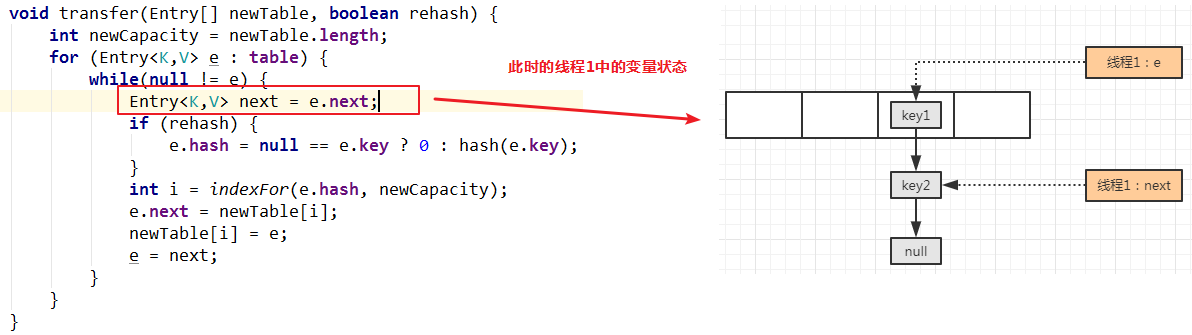 void transfer(Entry[] newTable, boolean rehash) {
    int newCapacity = newTable.length;
    for (Entry<K,V> e : table) {
        while(null != e) {
            Entry<K,V> next = e.next;
            if (rehash) {
                e.hash = null == e.key ? 0 : hash(e.key);
            }
            int i = indexFor(e.hash, newCapacity);
            e.next = newTable[i];
            newTable[i] = e;
            e = next;
        }
    }
}
此时的线程1中的变量状态
线程1：e
key1
key2
线程1：next
null